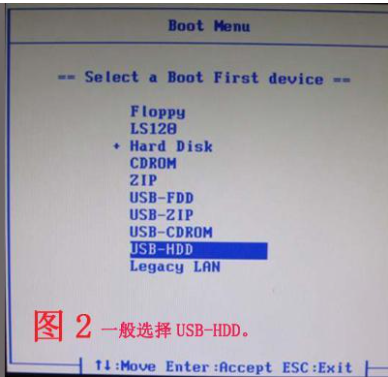 Boot Menu
== Select a Boot First device ==
Floppy
LS120
+ Hard Disk
CDROM
ZIP
USB-FDD
USB-ZIP
USB-CDROM
USB-HDD
Legacy LAN
图 2 一般选择 USB-HDD。
↑↓:Move Enter:Accept ESC:Exit